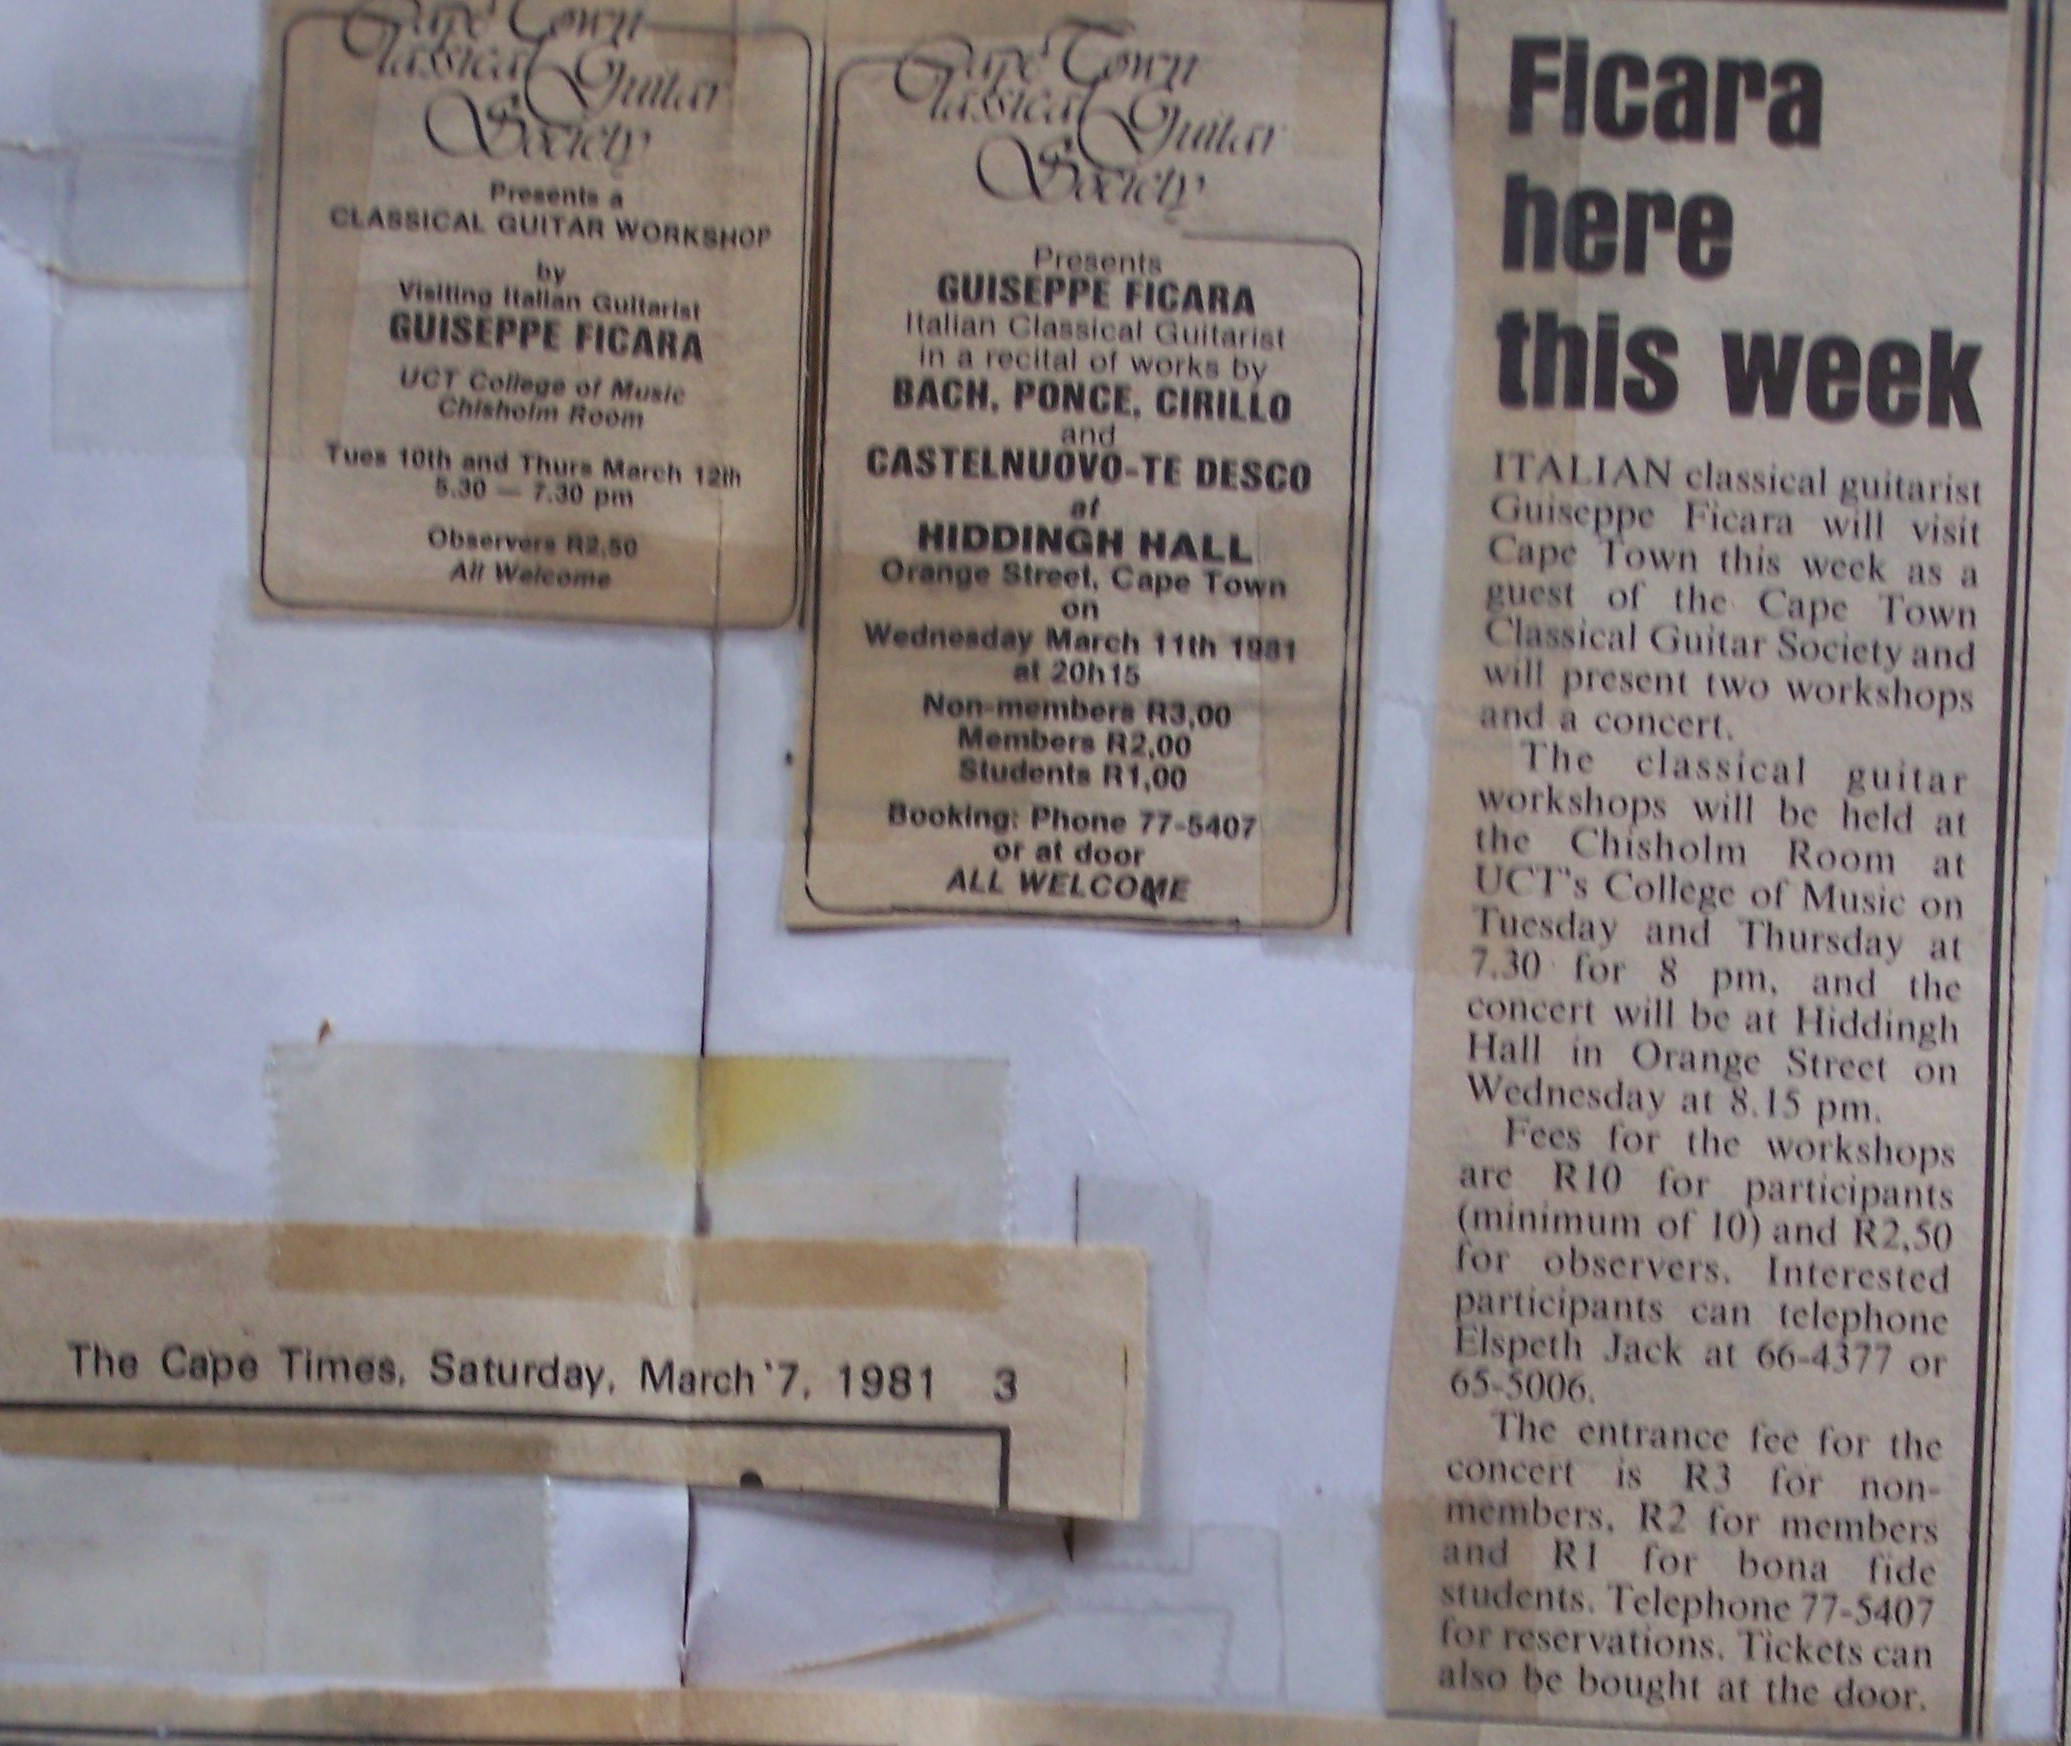 Cape Town
Classical Guitar
Society
Presents a
CLASSICAL GUITAR WORKSHOP
by
Visiting Italian Guitarist
GUISEPPE FICARA
UCT College of Music
Chisholm Room
Tues 10th and Thurs March 12th
5.30 — 7.30 pm
Observers R2,50
All Welcome
Cape Town
Classical Guitar
Society
Presents
GUISEPPE FICARA
Italian Classical Guitarist
in a recital of works by
BACH, PONCE, CIRILLO
and
CASTELNUOVO-TE DESCO
at
HIDDINGH HALL
Orange Street, Cape Town
on
Wednesday March 11th 1981
at 20h15
Non-members R3,00
Members R2,00
Students R1,00
Booking: Phone 77-5407
or at door
ALL WELCOME
Ficara
here
this week
ITALIAN classical guitarist
Guiseppe Ficara will visit
Cape Town this week as a
guest of the Cape Town
Classical Guitar Society and
will present two workshops
and a concert.
The classical guitar
workshops will be held at
the Chisholm Room at
UCT's College of Music on
Tuesday and Thursday at
7.30 for 8 pm, and the
concert will be at Hiddingh
Hall in Orange Street on
Wednesday at 8.15 pm.
Fees for the workshops
are R10 for participants
(minimum of 10) and R2,50
for observers. Interested
participants can telephone
Elspeth Jack at 66-4377 or
65-5006.
The entrance fee for the
concert is R3 for non-
members, R2 for members
and R1 for bona fide
students. Telephone 77-5407
for reservations. Tickets can
also be bought at the door.
The Cape Times, Saturday, March 7, 1981 3